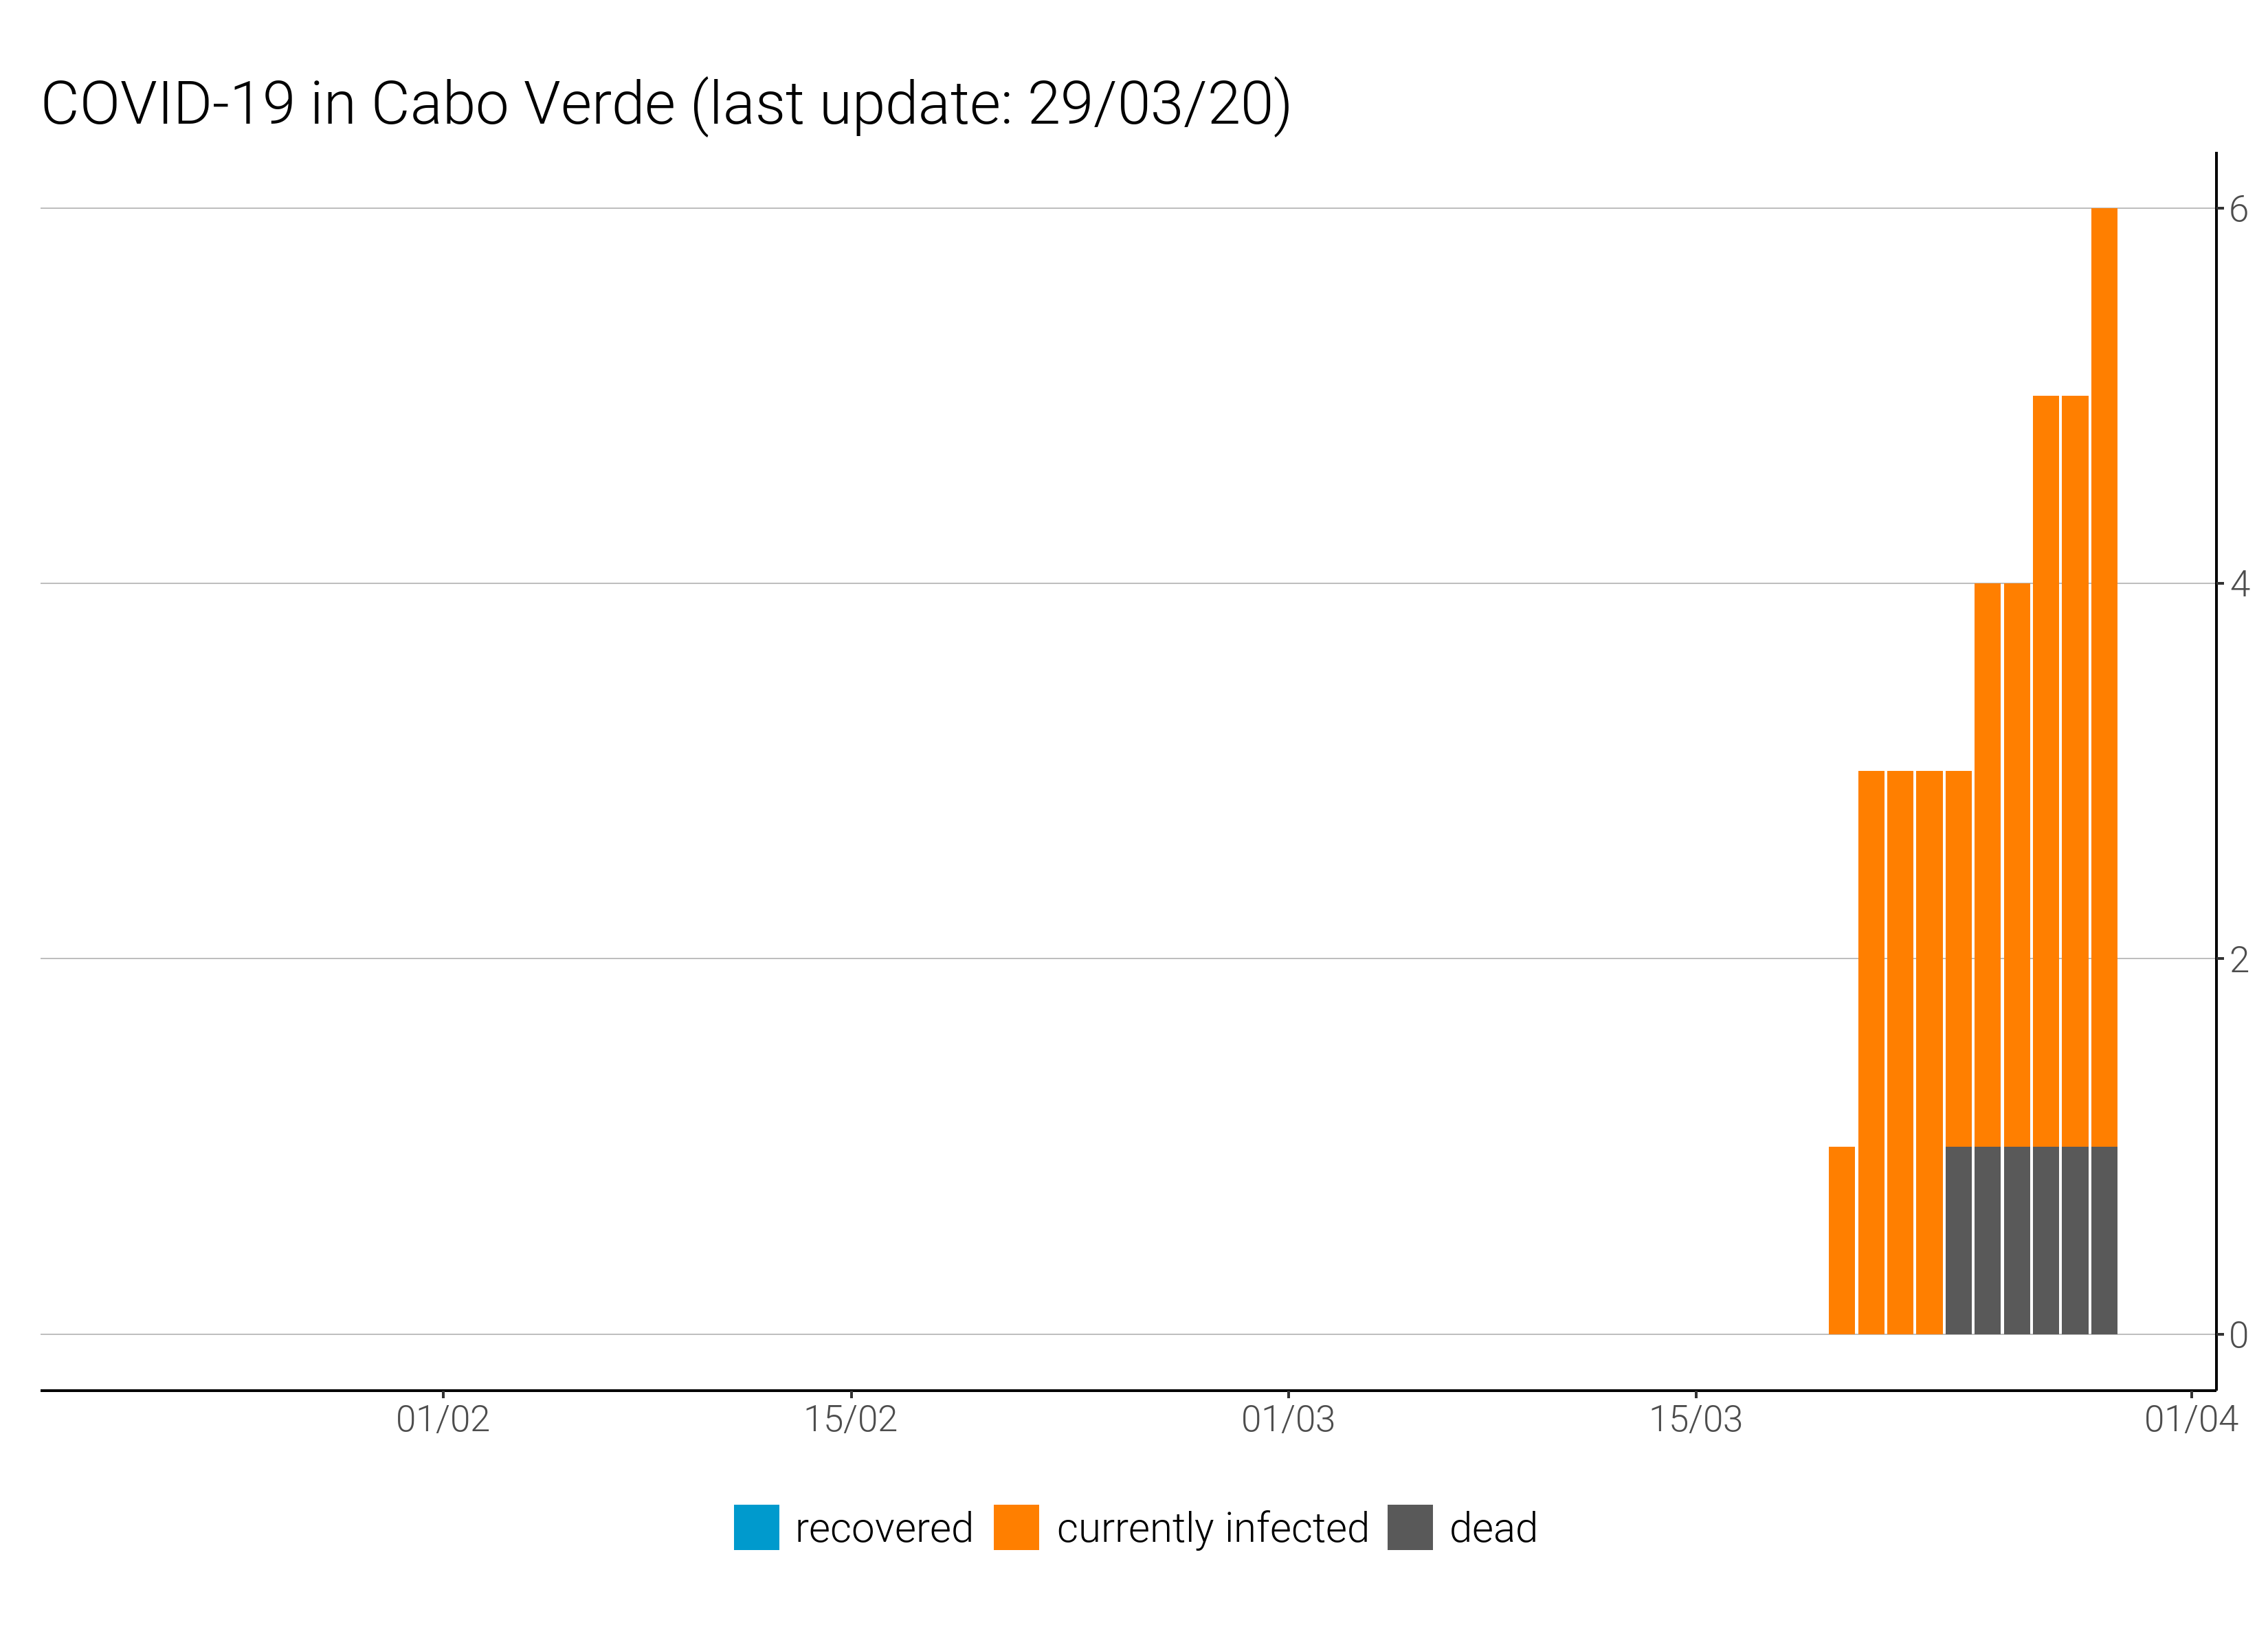 COVID-19 in Cabo Verde (last update: 29/03/20)
6
4
2
0
01/02 15/02 01/03 15/03 01/04
recovered currently infected dead